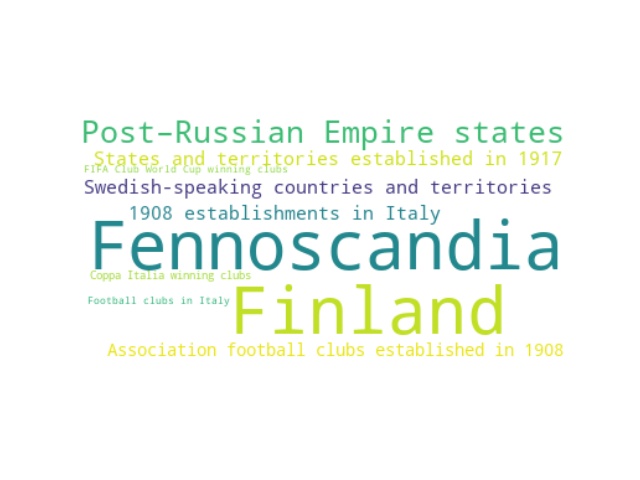 Post–Russian Empire states
States and territories established in 1917
FIFA Club World Cup winning clubs
Swedish-speaking countries and territories
1908 establishments in Italy
Fennoscandia
Coppa Italia winning clubs
Finland
Football clubs in Italy
Association football clubs established in 1908